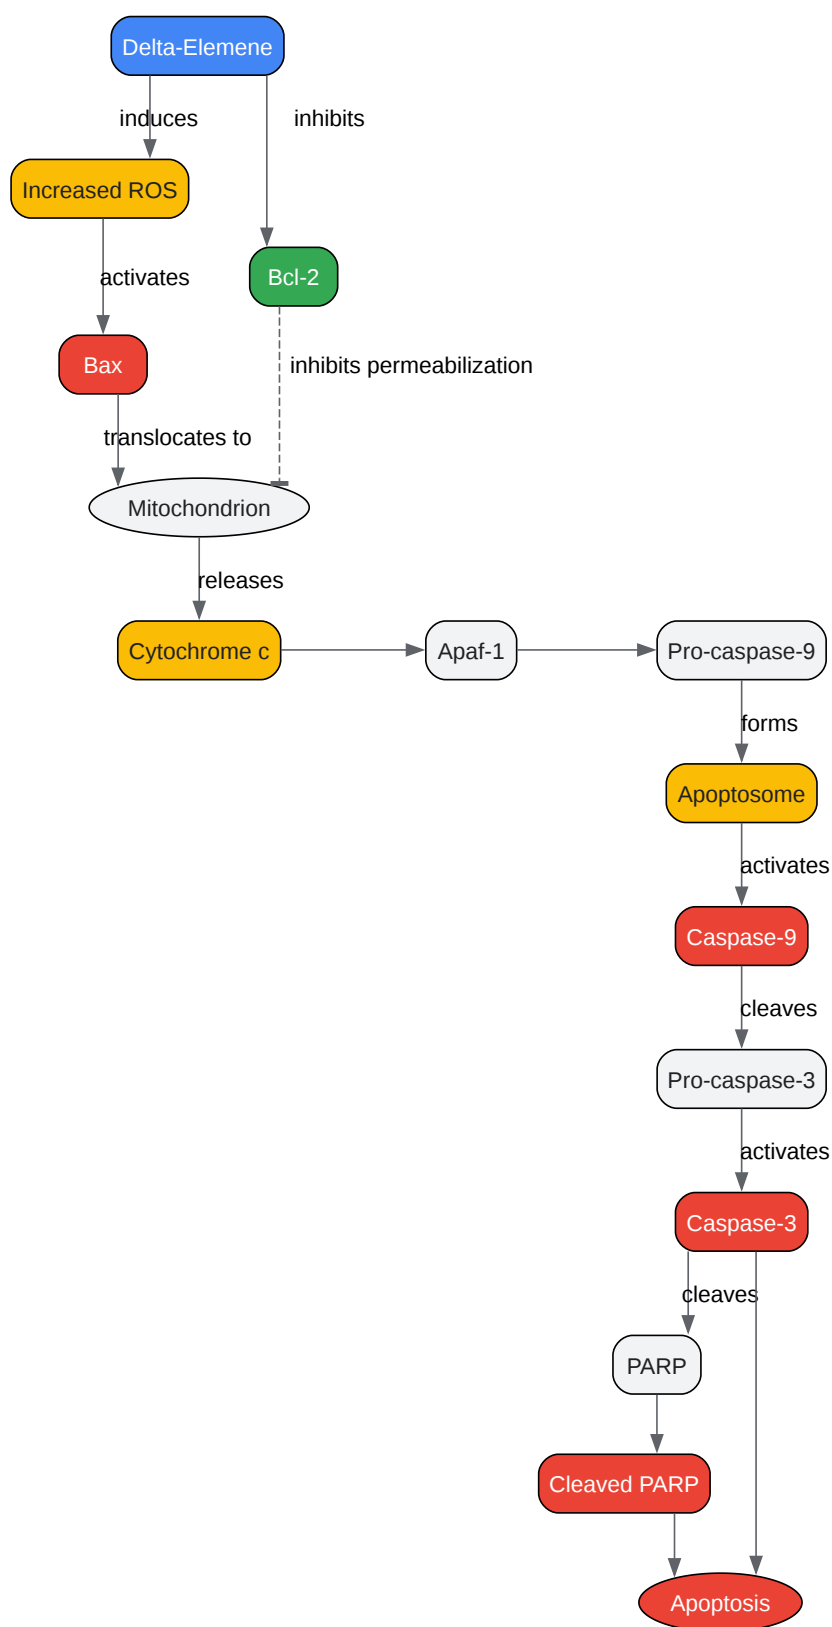 Delta-Elemene
induces
inhibits
Increased ROS
Bcl-2
activates
Bax
inhibits permeabilization
translocates to
Mitochondrion
releases
Cytochrome c
Apaf-1
Pro-caspase-9
forms
Apoptosome
activates
Caspase-9
cleaves
Pro-caspase-3
activates
Caspase-3
cleaves
PARP
Cleaved PARP
Apoptosis